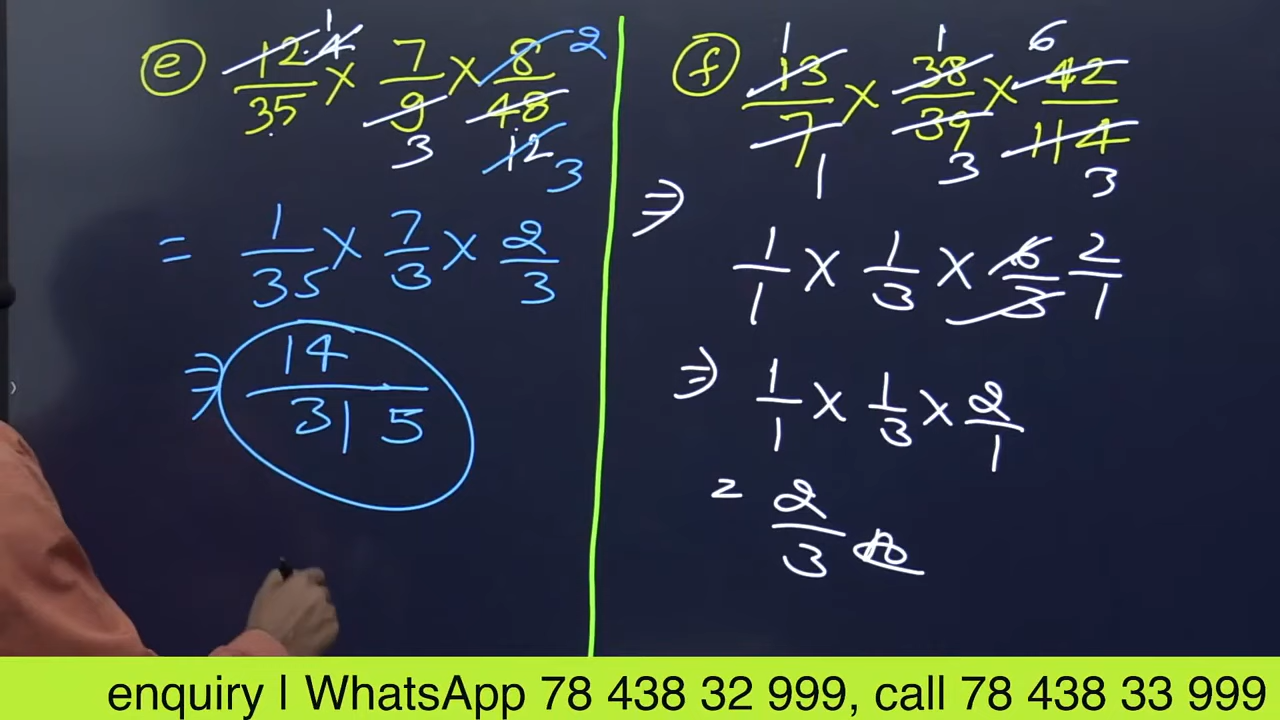 e 12/35 × 7/9 × 8/48
1 4 3 12 2 3
= 1/35 × 7/3 × 2/3
⇒ 14/315
f 13/7 × 38/39 × 42/114
1 1 6 1 3 3
⇒
1/1 × 1/3 × 6/3 2/1
⇒ 1/1 × 1/3 × 2/1
= 2/3
enquiry I WhatsApp 78 438 32 999, call 78 438 33 999